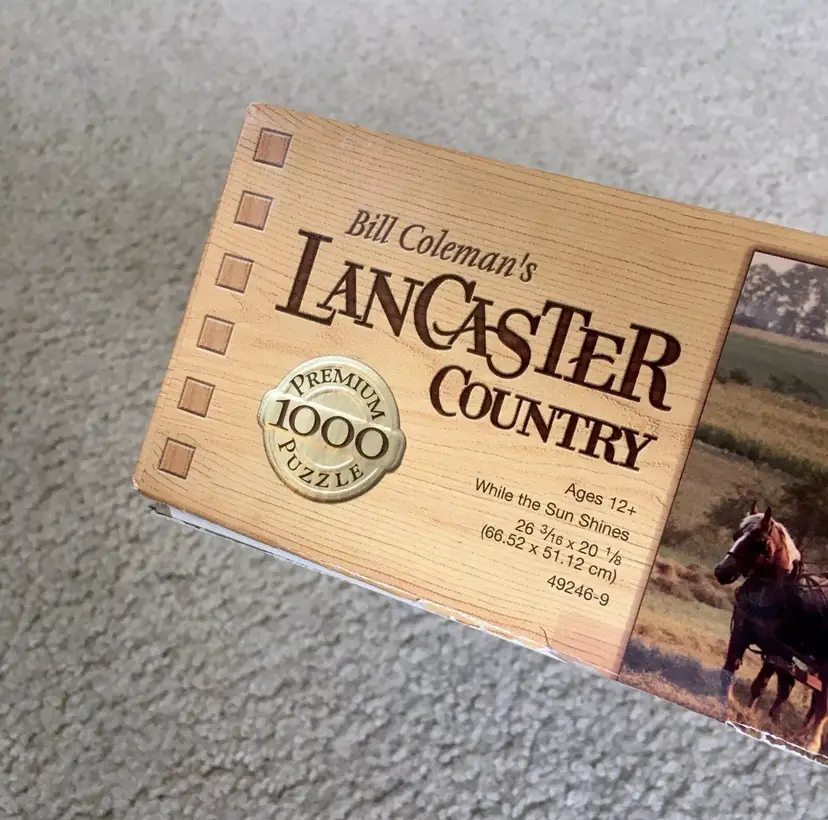 Bill Coleman's
LANCASTER
COUNTRY
PREMIUM
1000
PUZZLE
Ages 12+
While the Sun Shines
26 3/16 x 20 1/8
(66.52 x 51.12 cm)
49246-9